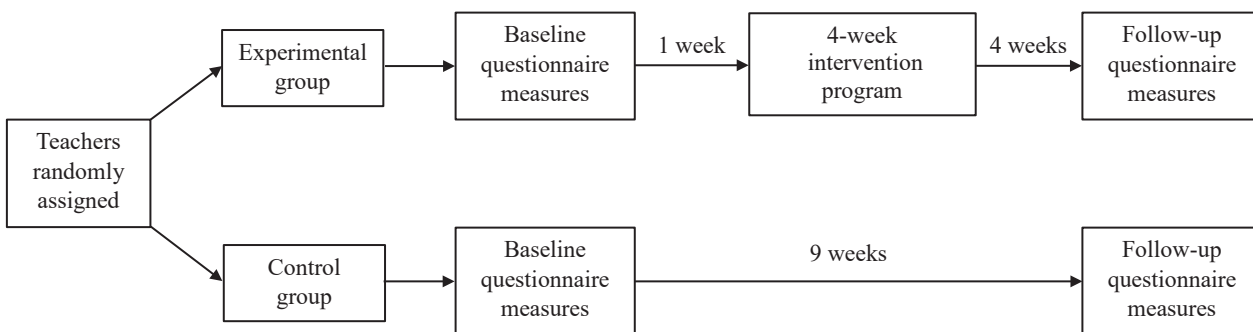 Teachers
randomly
assigned
Experimental
group
Baseline
questionnaire
measures
1 week
4-week
intervention
program
4 weeks
Follow-up
questionnaire
measures
Control
group
Baseline
questionnaire
measures
9 weeks
Follow-up
questionnaire
measures